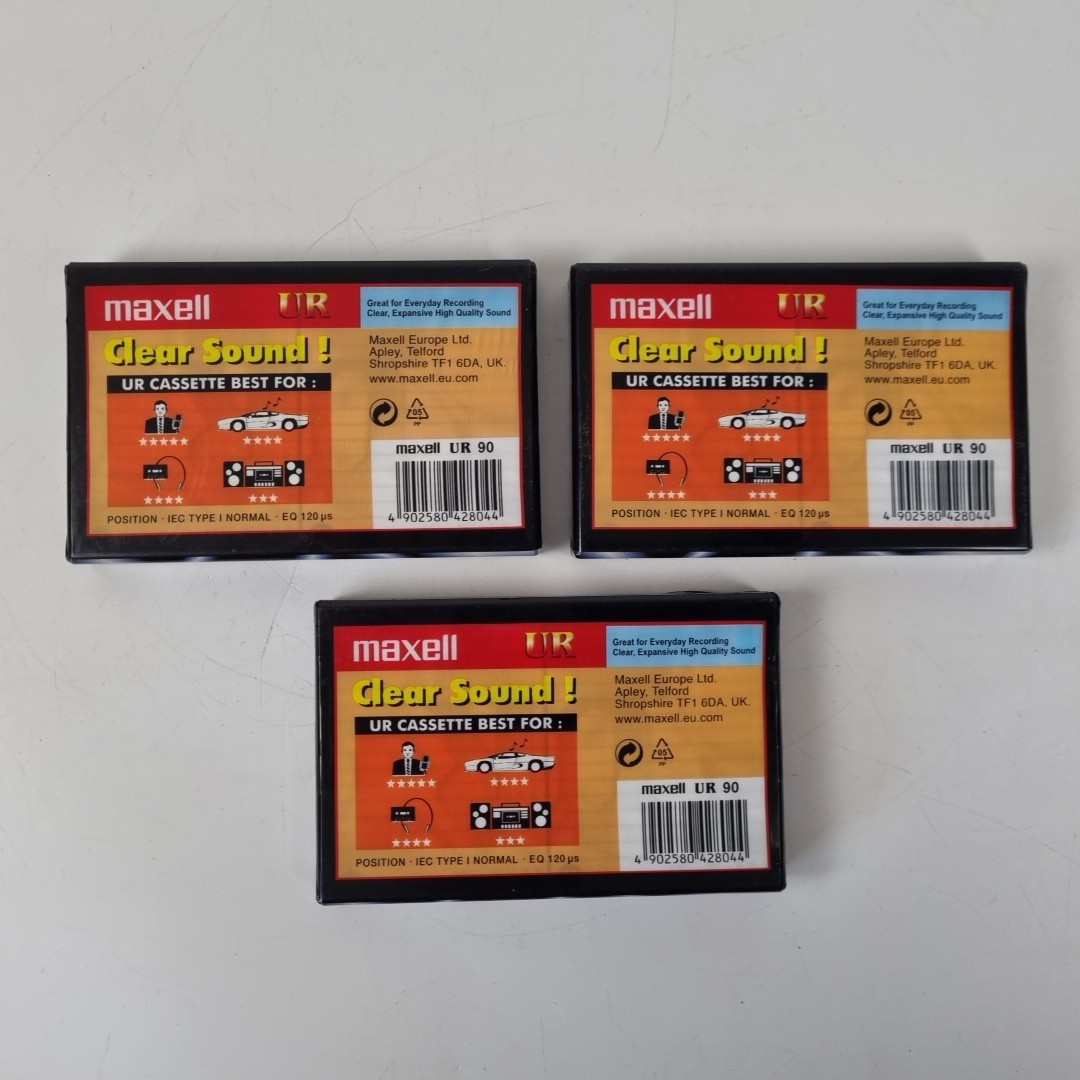 maxell UR
Great for Everyday Recording
Clear, Expansive High Quality Sound
Clear Sound !
UR CASSETTE BEST FOR :
POSITION · IEC TYPE I NORMAL · EQ 120 µs
Maxell Europe Ltd.
Apley, Telford
Shropshire TF1 6DA, UK.
www.maxell.eu.com
05
PP
maxell UR 90
4 902580 428044
maxell UR
Great for Everyday Recording
Clear, Expansive High Quality Sound
Clear Sound !
UR CASSETTE BEST FOR :
POSITION · IEC TYPE I NORMAL · EQ 120 µs
Maxell Europe Ltd.
Apley, Telford
Shropshire TF1 6DA, UK.
www.maxell.eu.com
05
PP
maxell UR 90
4 902580 428044
maxell UR
Great for Everyday Recording
Clear, Expansive High Quality Sound
Clear Sound !
UR CASSETTE BEST FOR :
POSITION · IEC TYPE I NORMAL · EQ 120 µs
Maxell Europe Ltd.
Apley, Telford
Shropshire TF1 6DA, UK.
www.maxell.eu.com
05
PP
maxell UR 90
4 902580 428044